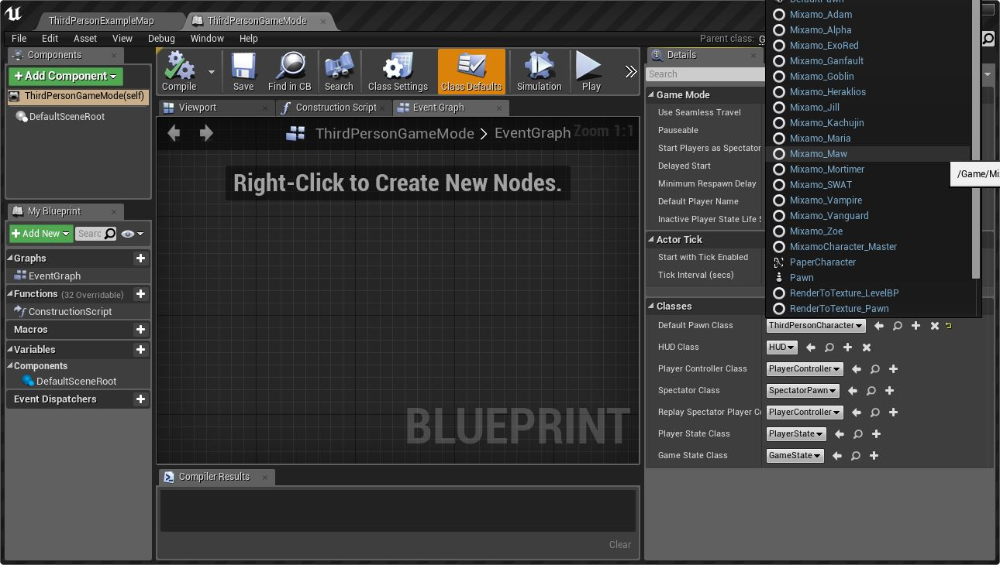 ThirdPersonExampleMap
ThirdPersonGameMode
File Edit Asset View Debug Window Help
Parent class: G
Components
+Add Component
ThirdPersonGameMode(self)
DefaultSceneRoot
My Blueprint
+Add New
Searc
Graphs
EventGraph
Functions (32 Overridable)
ConstructionScript
Macros
Variables
Components
DefaultSceneRoot
Event Dispatchers
Compile
Save
Find in CB
Search
Class Settings
Class Defaults
Simulation
Play
Viewport
Construction Script
Event Graph
ThirdPersonGameMode > EventGraph
Zoom 1:1
Right-Click to Create New Nodes.
BLUEPRINT
Compiler Results
Clear
Details
Search
Game Mode
Use Seamless Travel
Pauseable
Start Players as Spectator
Delayed Start
Minimum Respawn Delay
Default Player Name
Inactive Player State Life S
Actor Tick
Start with Tick Enabled
Tick Interval (secs)
Classes
Default Pawn Class ThirdPersonCharacter
HUD Class HUD
Player Controller Class PlayerController
Spectator Class SpectatorPawn
Replay Spectator Player Co PlayerController
Player State Class PlayerState
Game State Class GameState
DefaultPawn
Mixamo_Adam
Mixamo_Alpha
Mixamo_ExoRed
Mixamo_Ganfault
Mixamo_Goblin
Mixamo_Heraklios
Mixamo_Jill
Mixamo_Kachujin
Mixamo_Maria
Mixamo_Maw
Mixamo_Mortimer
Mixamo_SWAT
Mixamo_Vampire
Mixamo_Vanguard
Mixamo_Zoe
MixamoCharacter_Master
PaperCharacter
Pawn
RenderToTexture_LevelBP
RenderToTexture_Pawn
/Game/Mi